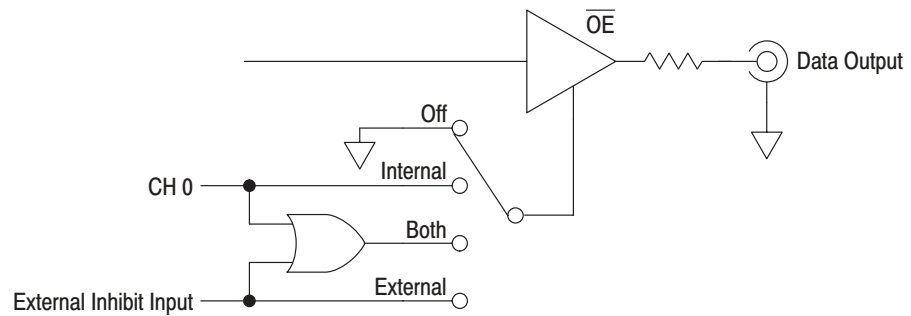 OE
Data Output
Off
Internal
CH 0
Both
External
External Inhibit Input